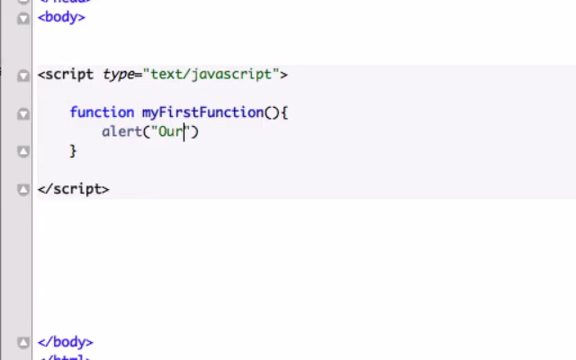 <body>
<script type="text/javascript">
function myFirstFunction(){
alert("Our")
}
</script>
</body>